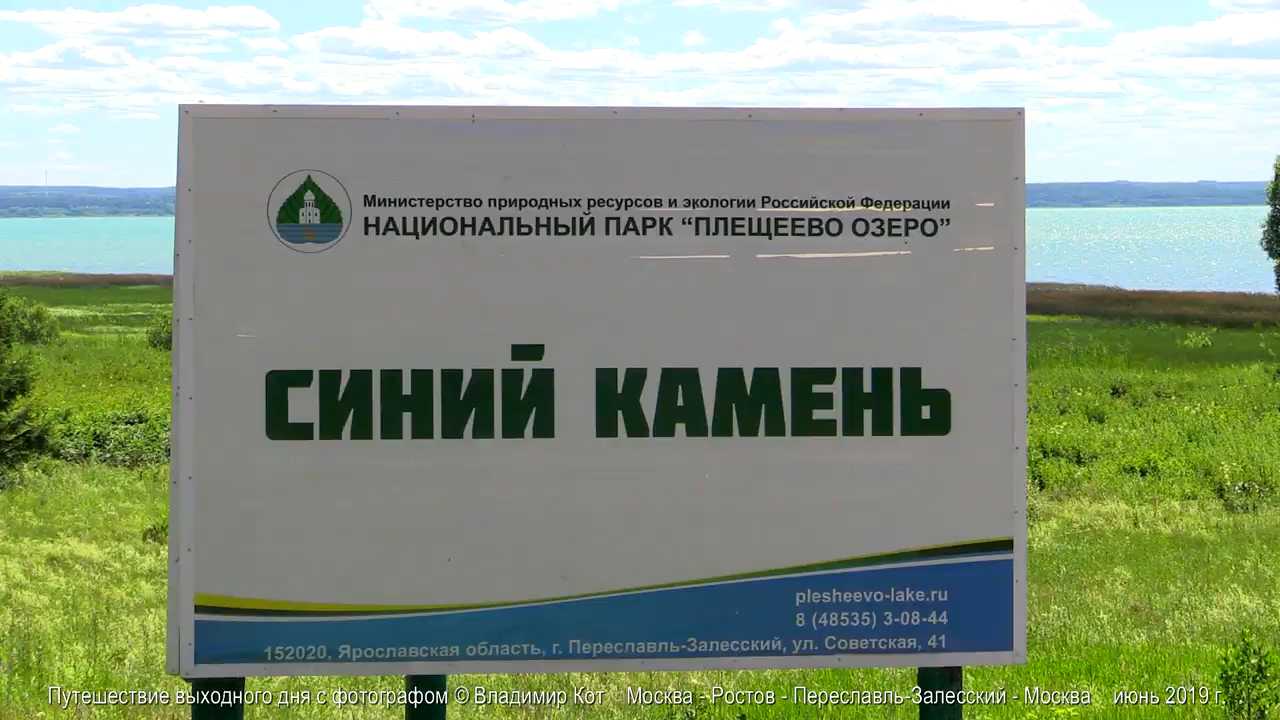 Министерство природных ресурсов и экологии Российской Федерации
НАЦИОНАЛЬНЫЙ ПАРК “ПЛЕЩЕЕВО ОЗЕРО”
СИНИЙ КАМЕНЬ
plesheevo-lake.ru
8 (48535) 3-08-44
152020, Ярославская область, г. Переславль-Залесский, ул. Советская, 41
Путешествие выходного дня с фотографом © Владимир Кот Москва - Ростов - Переславль-Залесский - Москва июнь 2019 г.